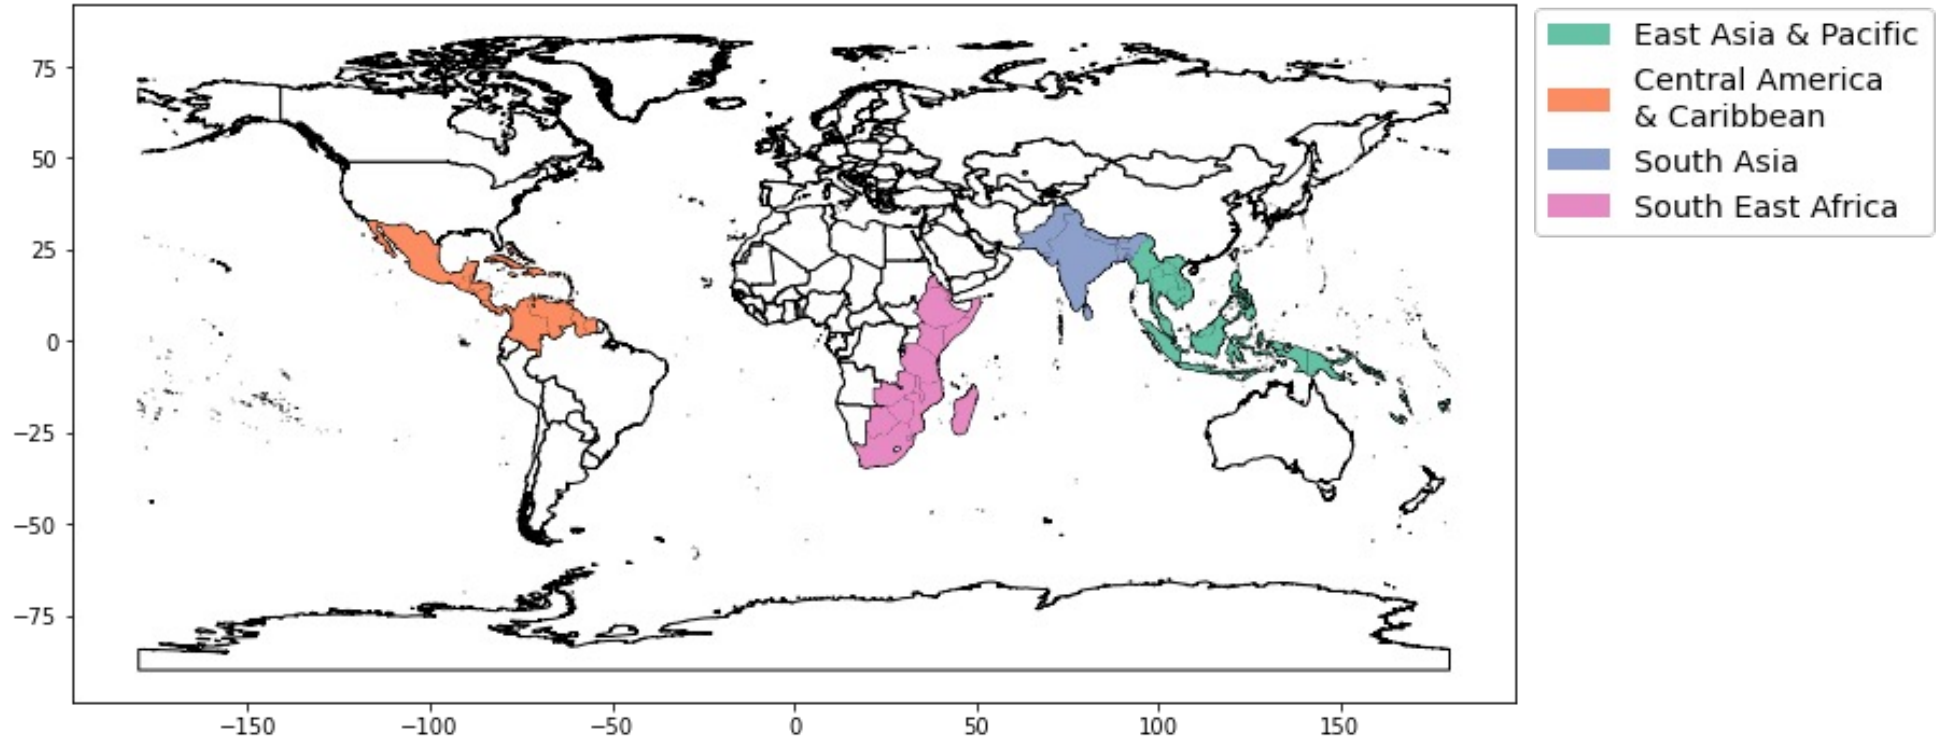 75
50
25
0
−25
−50
−75
−150
−100
−50
0
50
100
150
East Asia & Pacific
Central America
& Caribbean
South Asia
South East Africa